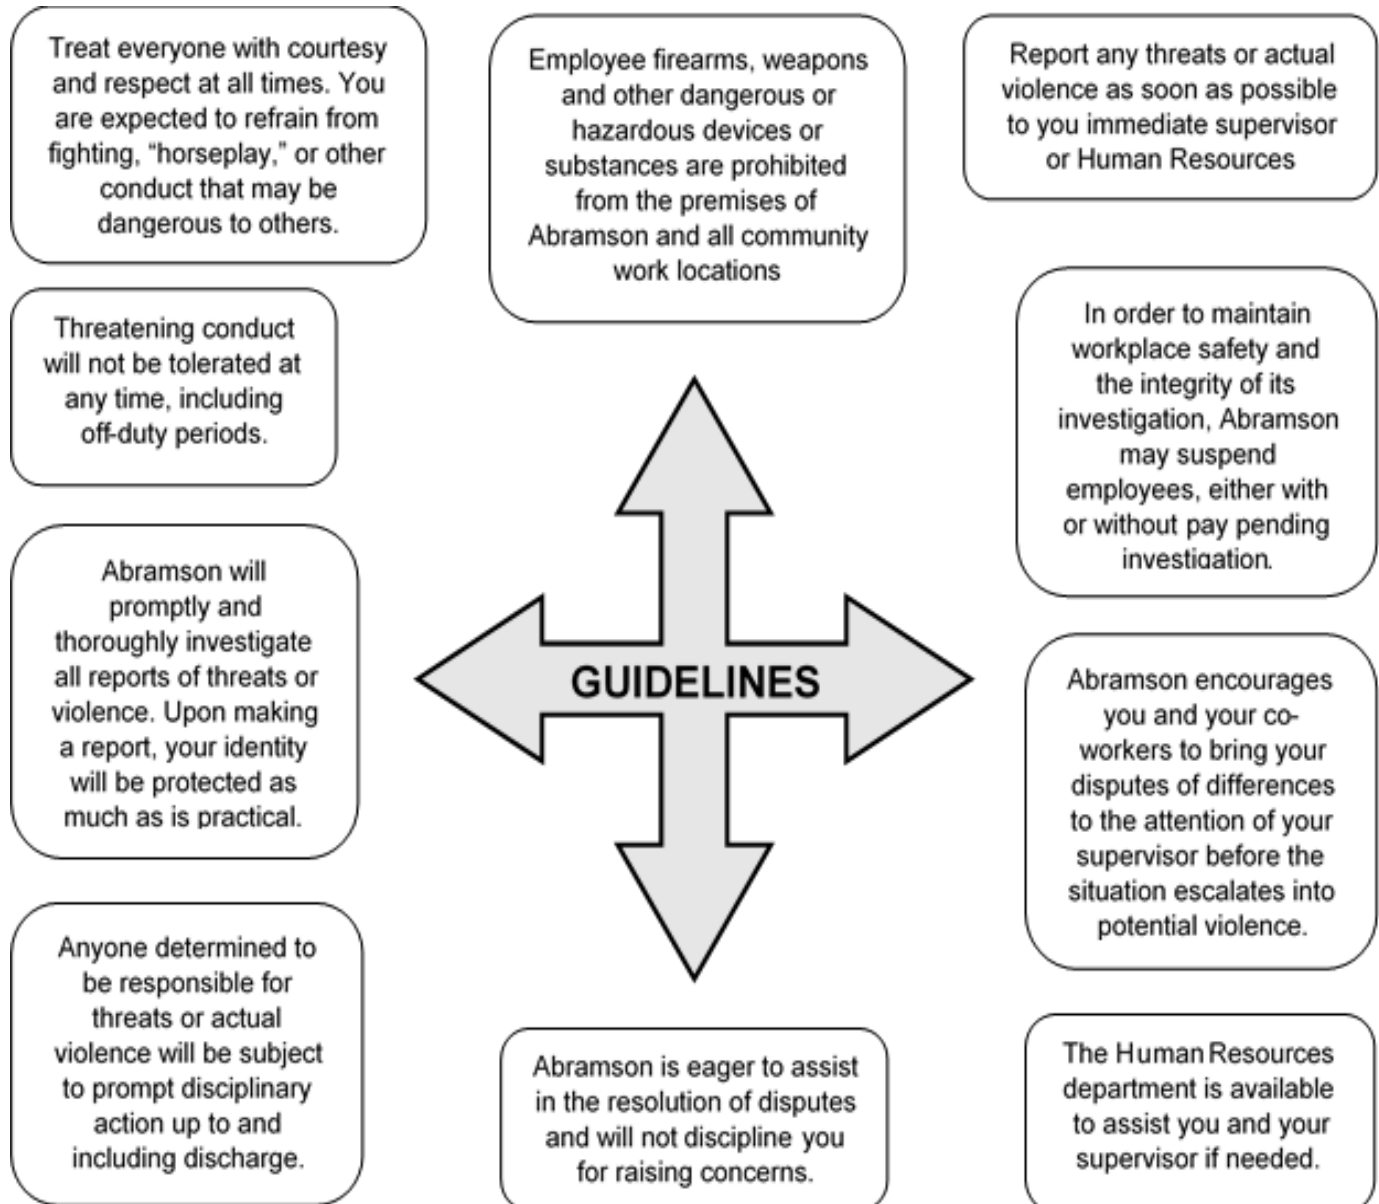 Treat everyone with courtesy
and respect at all times. You
are expected to refrain from
fighting, “horseplay,” or other
conduct that may be
dangerous to others.
Employee firearms, weapons
and other dangerous or
hazardous devices or
substances are prohibited
from the premises of
Abramson and all community
work locations
Report any threats or actual
violence as soon as possible
to you immediate supervisor
or Human Resources
Threatening conduct
will not be tolerated at
any time, including
off-duty periods.
In order to maintain
workplace safety and
the integrity of its
investigation, Abramson
may suspend
employees, either with
or without pay pending
investigation.
Abramson will
promptly and
thoroughly investigate
all reports of threats or
violence. Upon making
a report, your identity
will be protected as
much as is practical.
GUIDELINES
Abramson encourages
you and your co-
workers to bring your
disputes of differences
to the attention of your
supervisor before the
situation escalates into
potential violence.
Anyone determined to
be responsible for
threats or actual
violence will be subject
to prompt disciplinary
action up to and
including discharge.
Abramson is eager to assist
in the resolution of disputes
and will not discipline you
for raising concerns.
The Human Resources
department is available
to assist you and your
supervisor if needed.